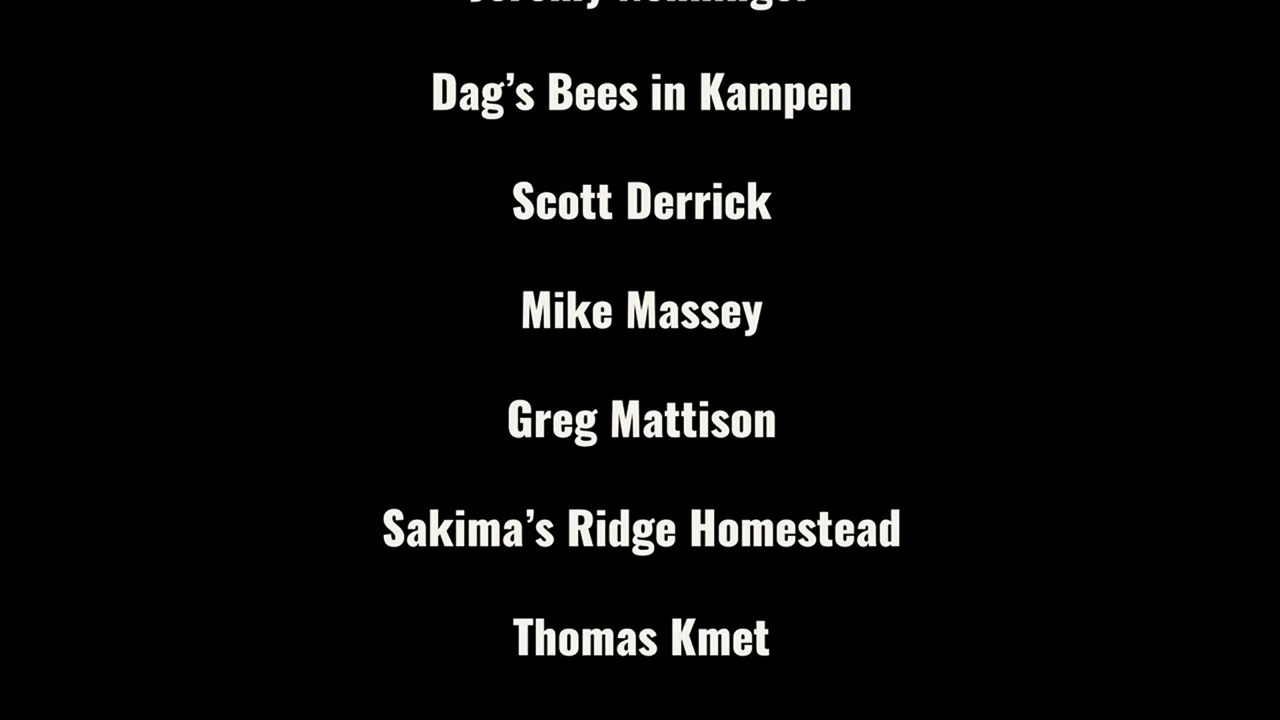 Dag’s Bees in Kampen
Scott Derrick
Mike Massey
Greg Mattison
Sakima’s Ridge Homestead
Thomas Kmet